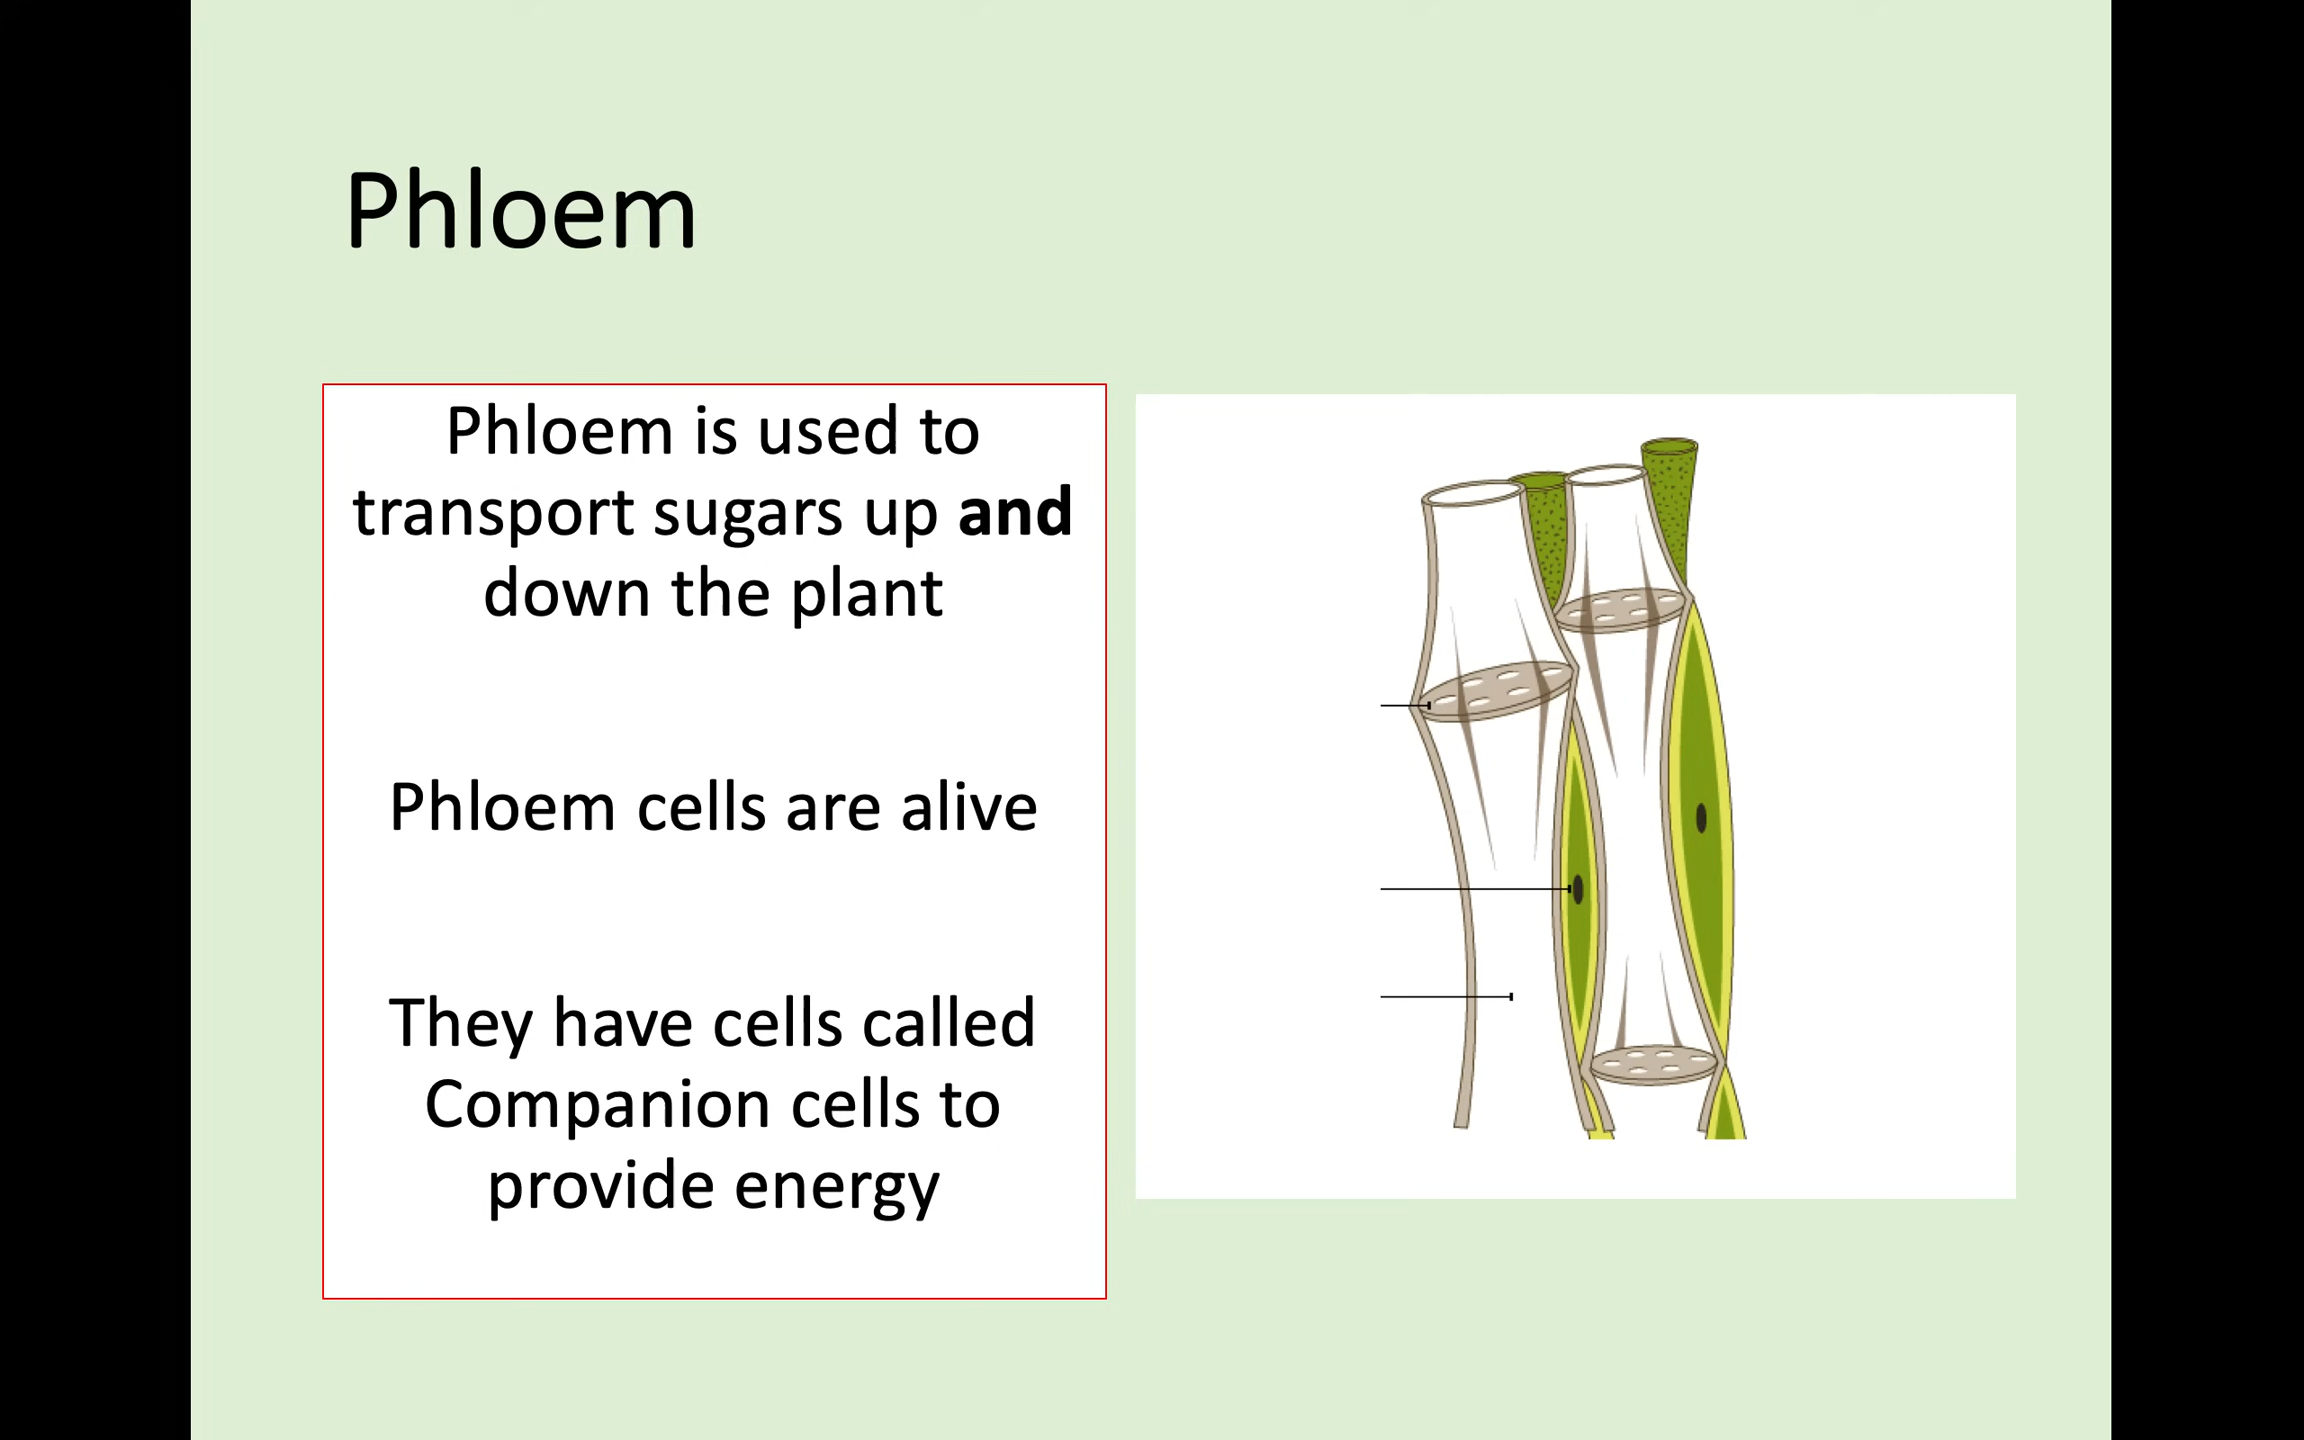 Phloem
Phloem is used to
transport sugars up and
down the plant
Phloem cells are alive
They have cells called
Companion cells to
provide energy